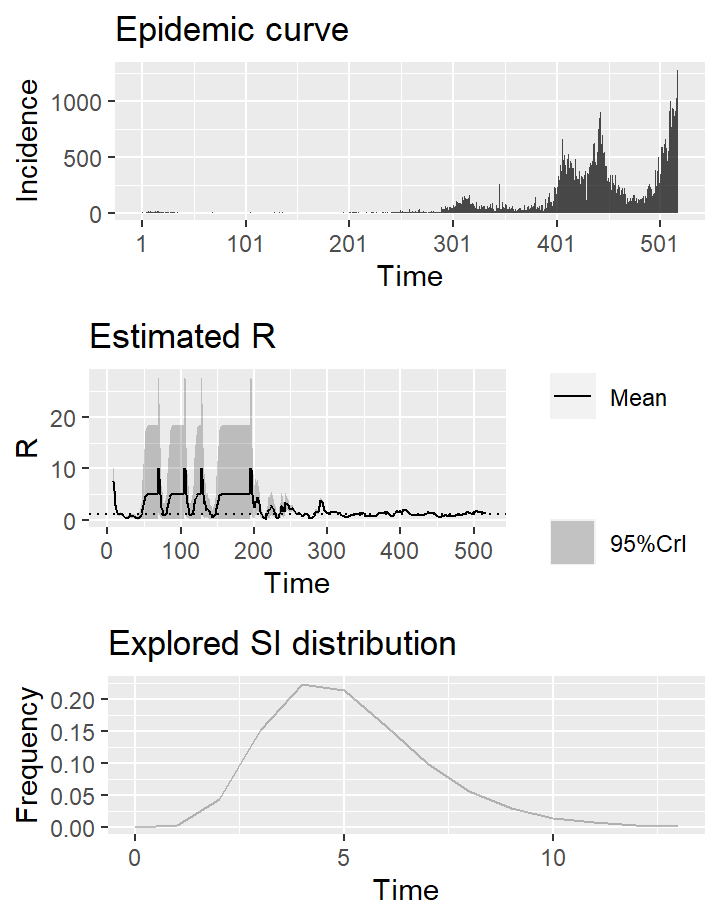 Epidemic curve
Incidence
1000
500
0
1 101 201 301 401 501
Time
Estimated R
R
20
10
0
0 100 200 300 400 500
Time
Mean
95%CrI
Explored SI distribution
Frequency
0.20
0.15
0.10
0.05
0.00
0 5 10
Time